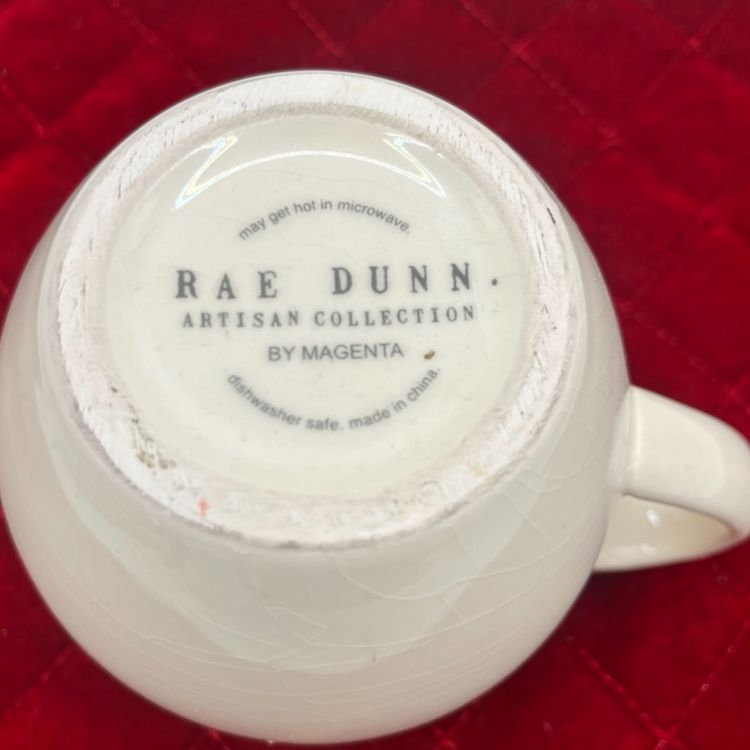 may get hot in microwave.
RAE DUNN.
ARTISAN COLLECTION
BY MAGENTA
dishwasher safe. made in china.